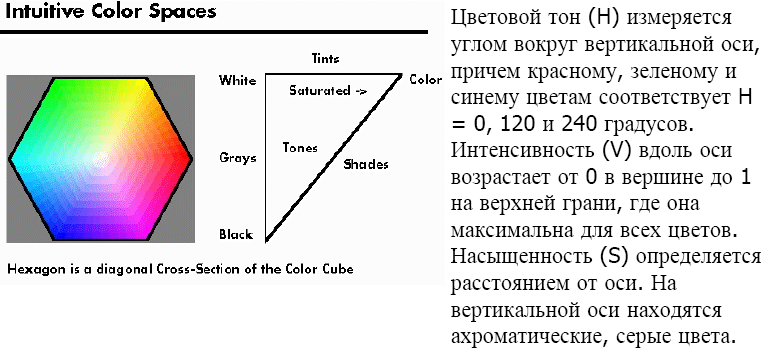 Intuitive Color Spaces
Tints
White
Color
Saturated ->
Grays
Tones
Shades
Black
Hexagon is a diagonal Cross-Section of the Color Cube
Цветовой тон (H) измеряется
углом вокруг вертикальной оси,
причем красному, зеленому и
синему цветам соответствует H
= 0, 120 и 240 градусов.
Интенсивность (V) вдоль оси
возрастает от 0 в вершине до 1
на верхней грани, где она
максимальна для всех цветов.
Насыщенность (S) определяется
расстоянием от оси. На
вертикальной оси находятся
ахроматические, серые цвета.